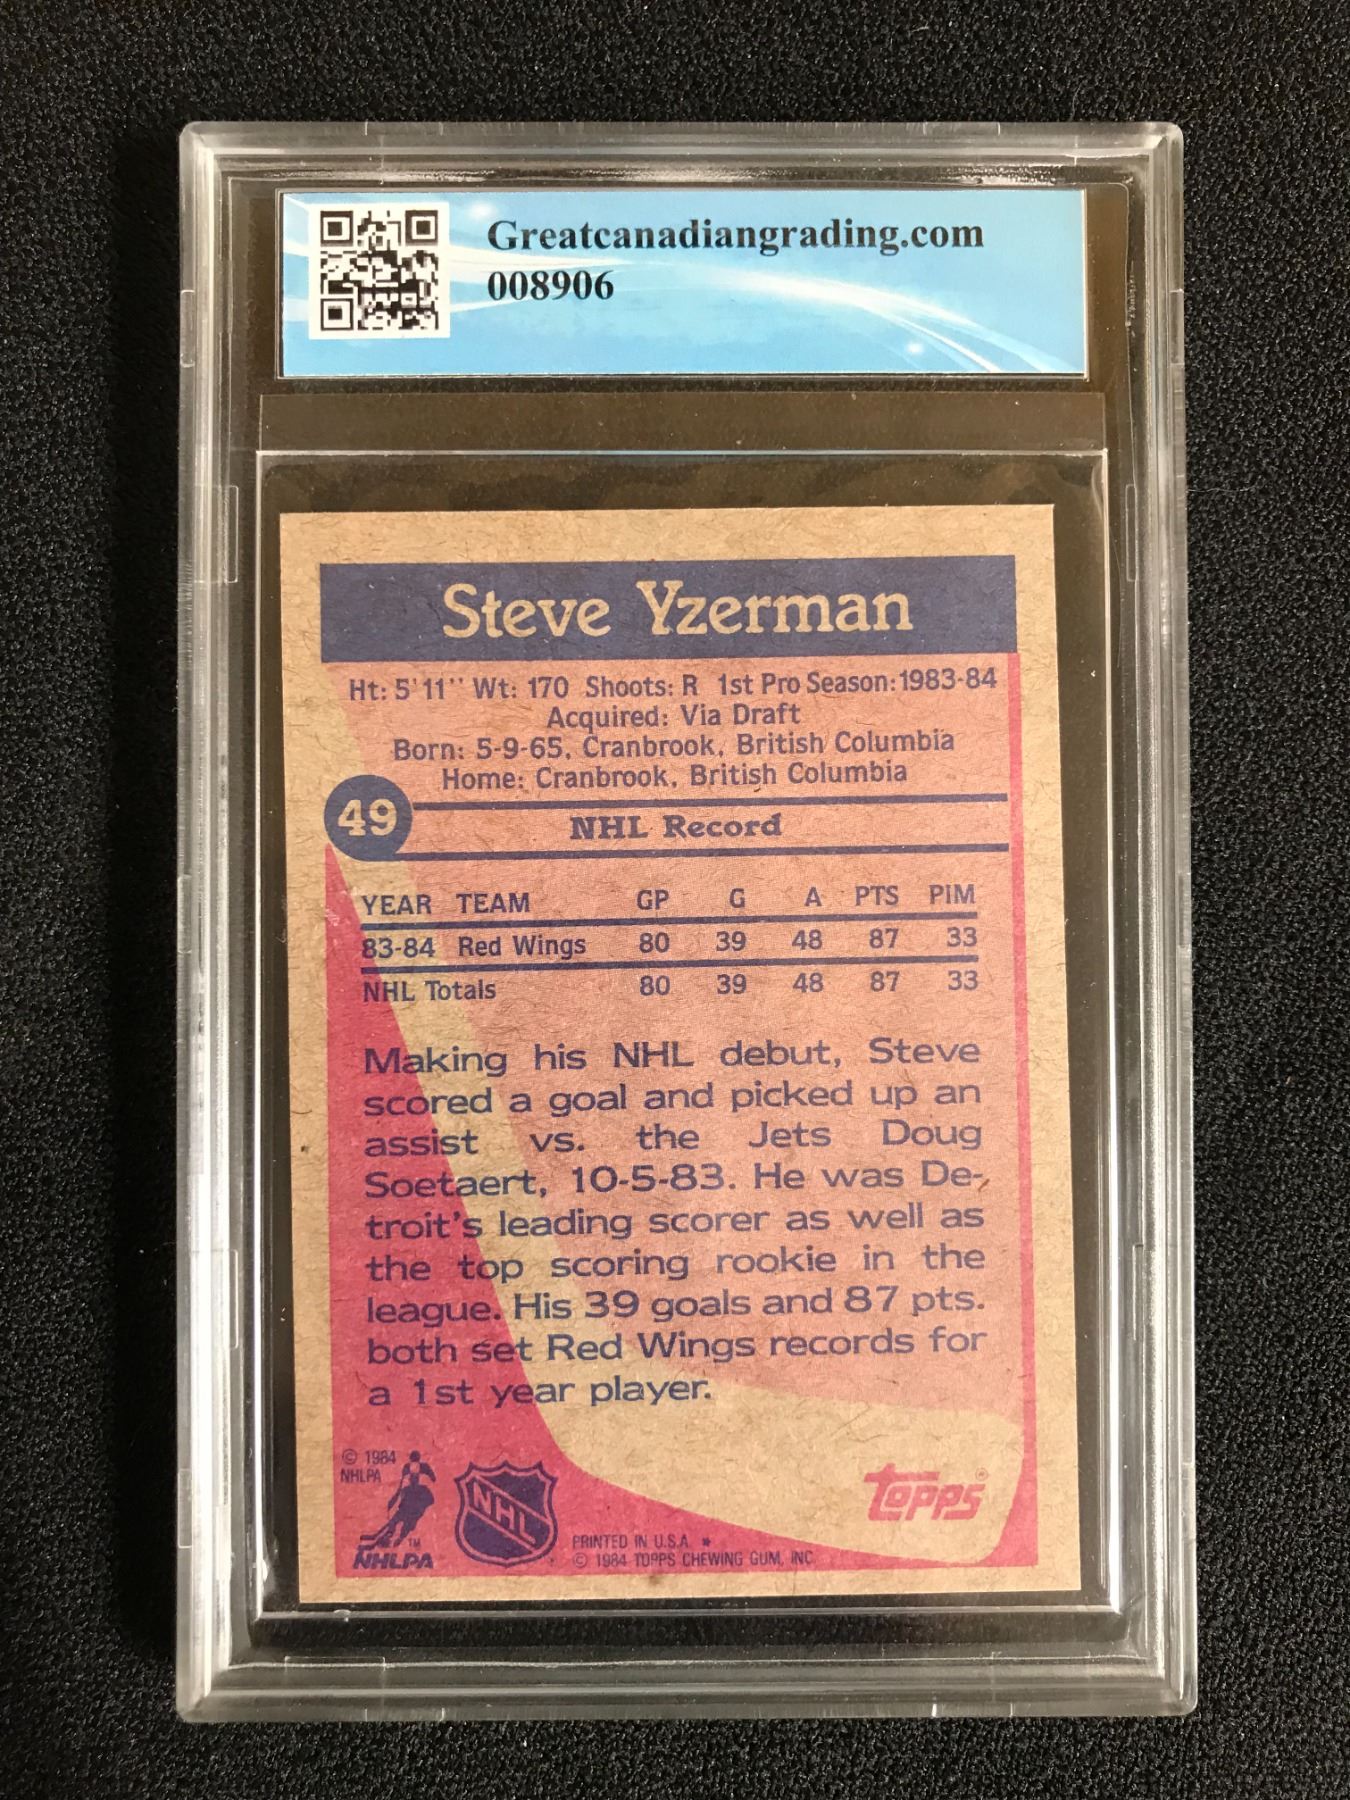 Greatcanadiangrading.com
008906
Steve Yzerman
Ht: 5'11'' Wt: 170 Shoots: R 1st Pro Season: 1983-84
Acquired: Via Draft
Born: 5-9-65, Cranbrook, British Columbia
Home: Cranbrook, British Columbia
49 NHL Record
YEAR TEAM GP G A PTS PIM
83-84 Red Wings 80 39 48 87 33
NHL Totals 80 39 48 87 33
Making his NHL debut, Steve
scored a goal and picked up an
assist vs. the Jets Doug
Soetaert, 10-5-83. He was De-
troit's leading scorer as well as
the top scoring rookie in the
league. His 39 goals and 87 pts.
both set Red Wings records for
a 1st year player.
© 1984
NHLPA
TM
NHLPA
NHL
Topps®
PRINTED IN U.S.A. *
© 1984 TOPPS CHEWING GUM, INC.